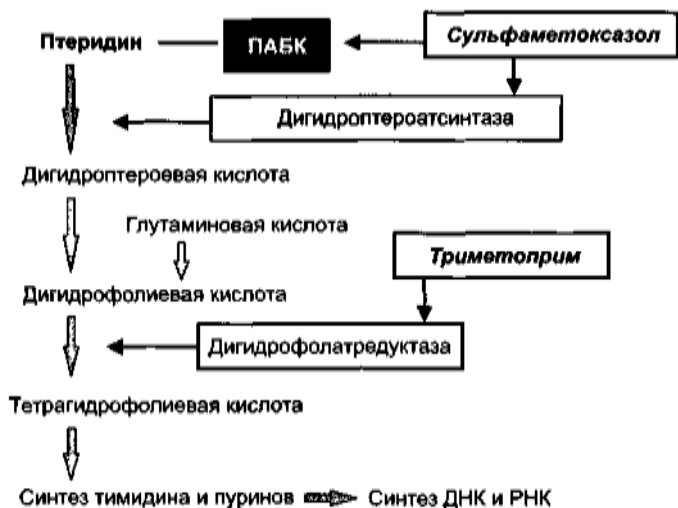 Птеридин
ПАБК
Сульфаметоксазол
Дигидроптероатсинтаза
Дигидроптероевая кислота
Глутаминовая кислота
Триметоприм
Дигидрофолиевая кислота
Дигидрофолатредуктаза
Тетрагидрофолиевая кислота
Синтез тимидина и пуринов
Синтез ДНК и РНК